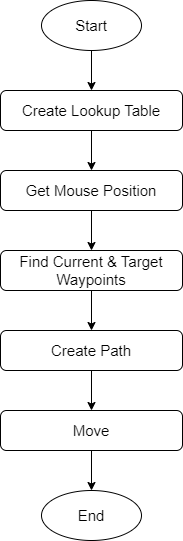 Start
Create Lookup Table
Get Mouse Position
Find Current & Target
Waypoints
Create Path
Move
End